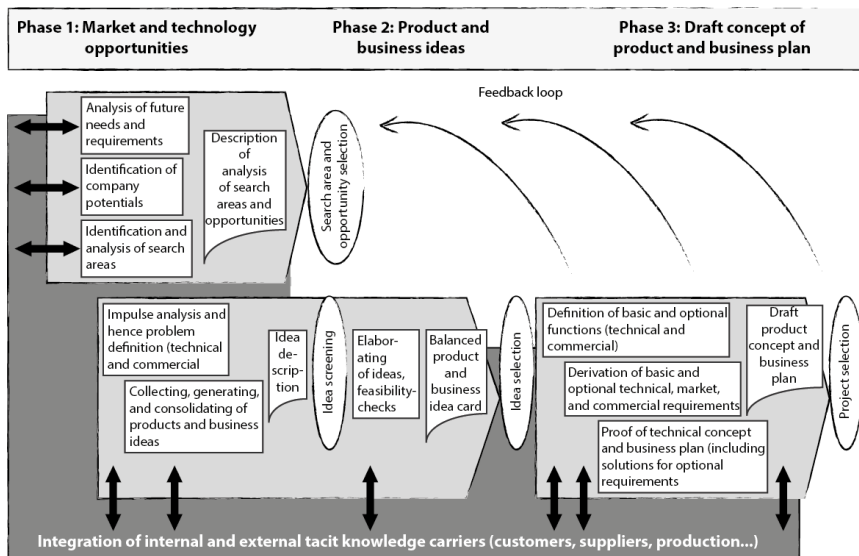 Phase 1: Market and technology
opportunities
Phase 2: Product and
business ideas
Phase 3: Draft concept of
product and business plan
Feedback loop
Analysis of future
needs and
requirements
Identification of
company
potentials
Identification and
analysis of search
areas
Description
of
analysis
of search
areas and
opportunities
Search area and
opportunity selection
Impulse analysis and
hence problem
definition (technical
and commercial
Collecting, generating,
and consolidating of
products and business
ideas
Idea
de-
scrip-
tion
Idea screening
Elabor-
ating
of ideas,
feasibility-
checks
Balanced
product
and
business
idea card
Idea selection
Definition of basic and optional
functions (technical and
commercial)
Derivation of basic and
optional technical, market,
and commercial requirements
Proof of technical concept
and business plan (including
solutions for optional
requirements
Draft
product
concept and
business
plan
Project selection
Integration of internal and external tacit knowledge carriers (customers, suppliers, production...)